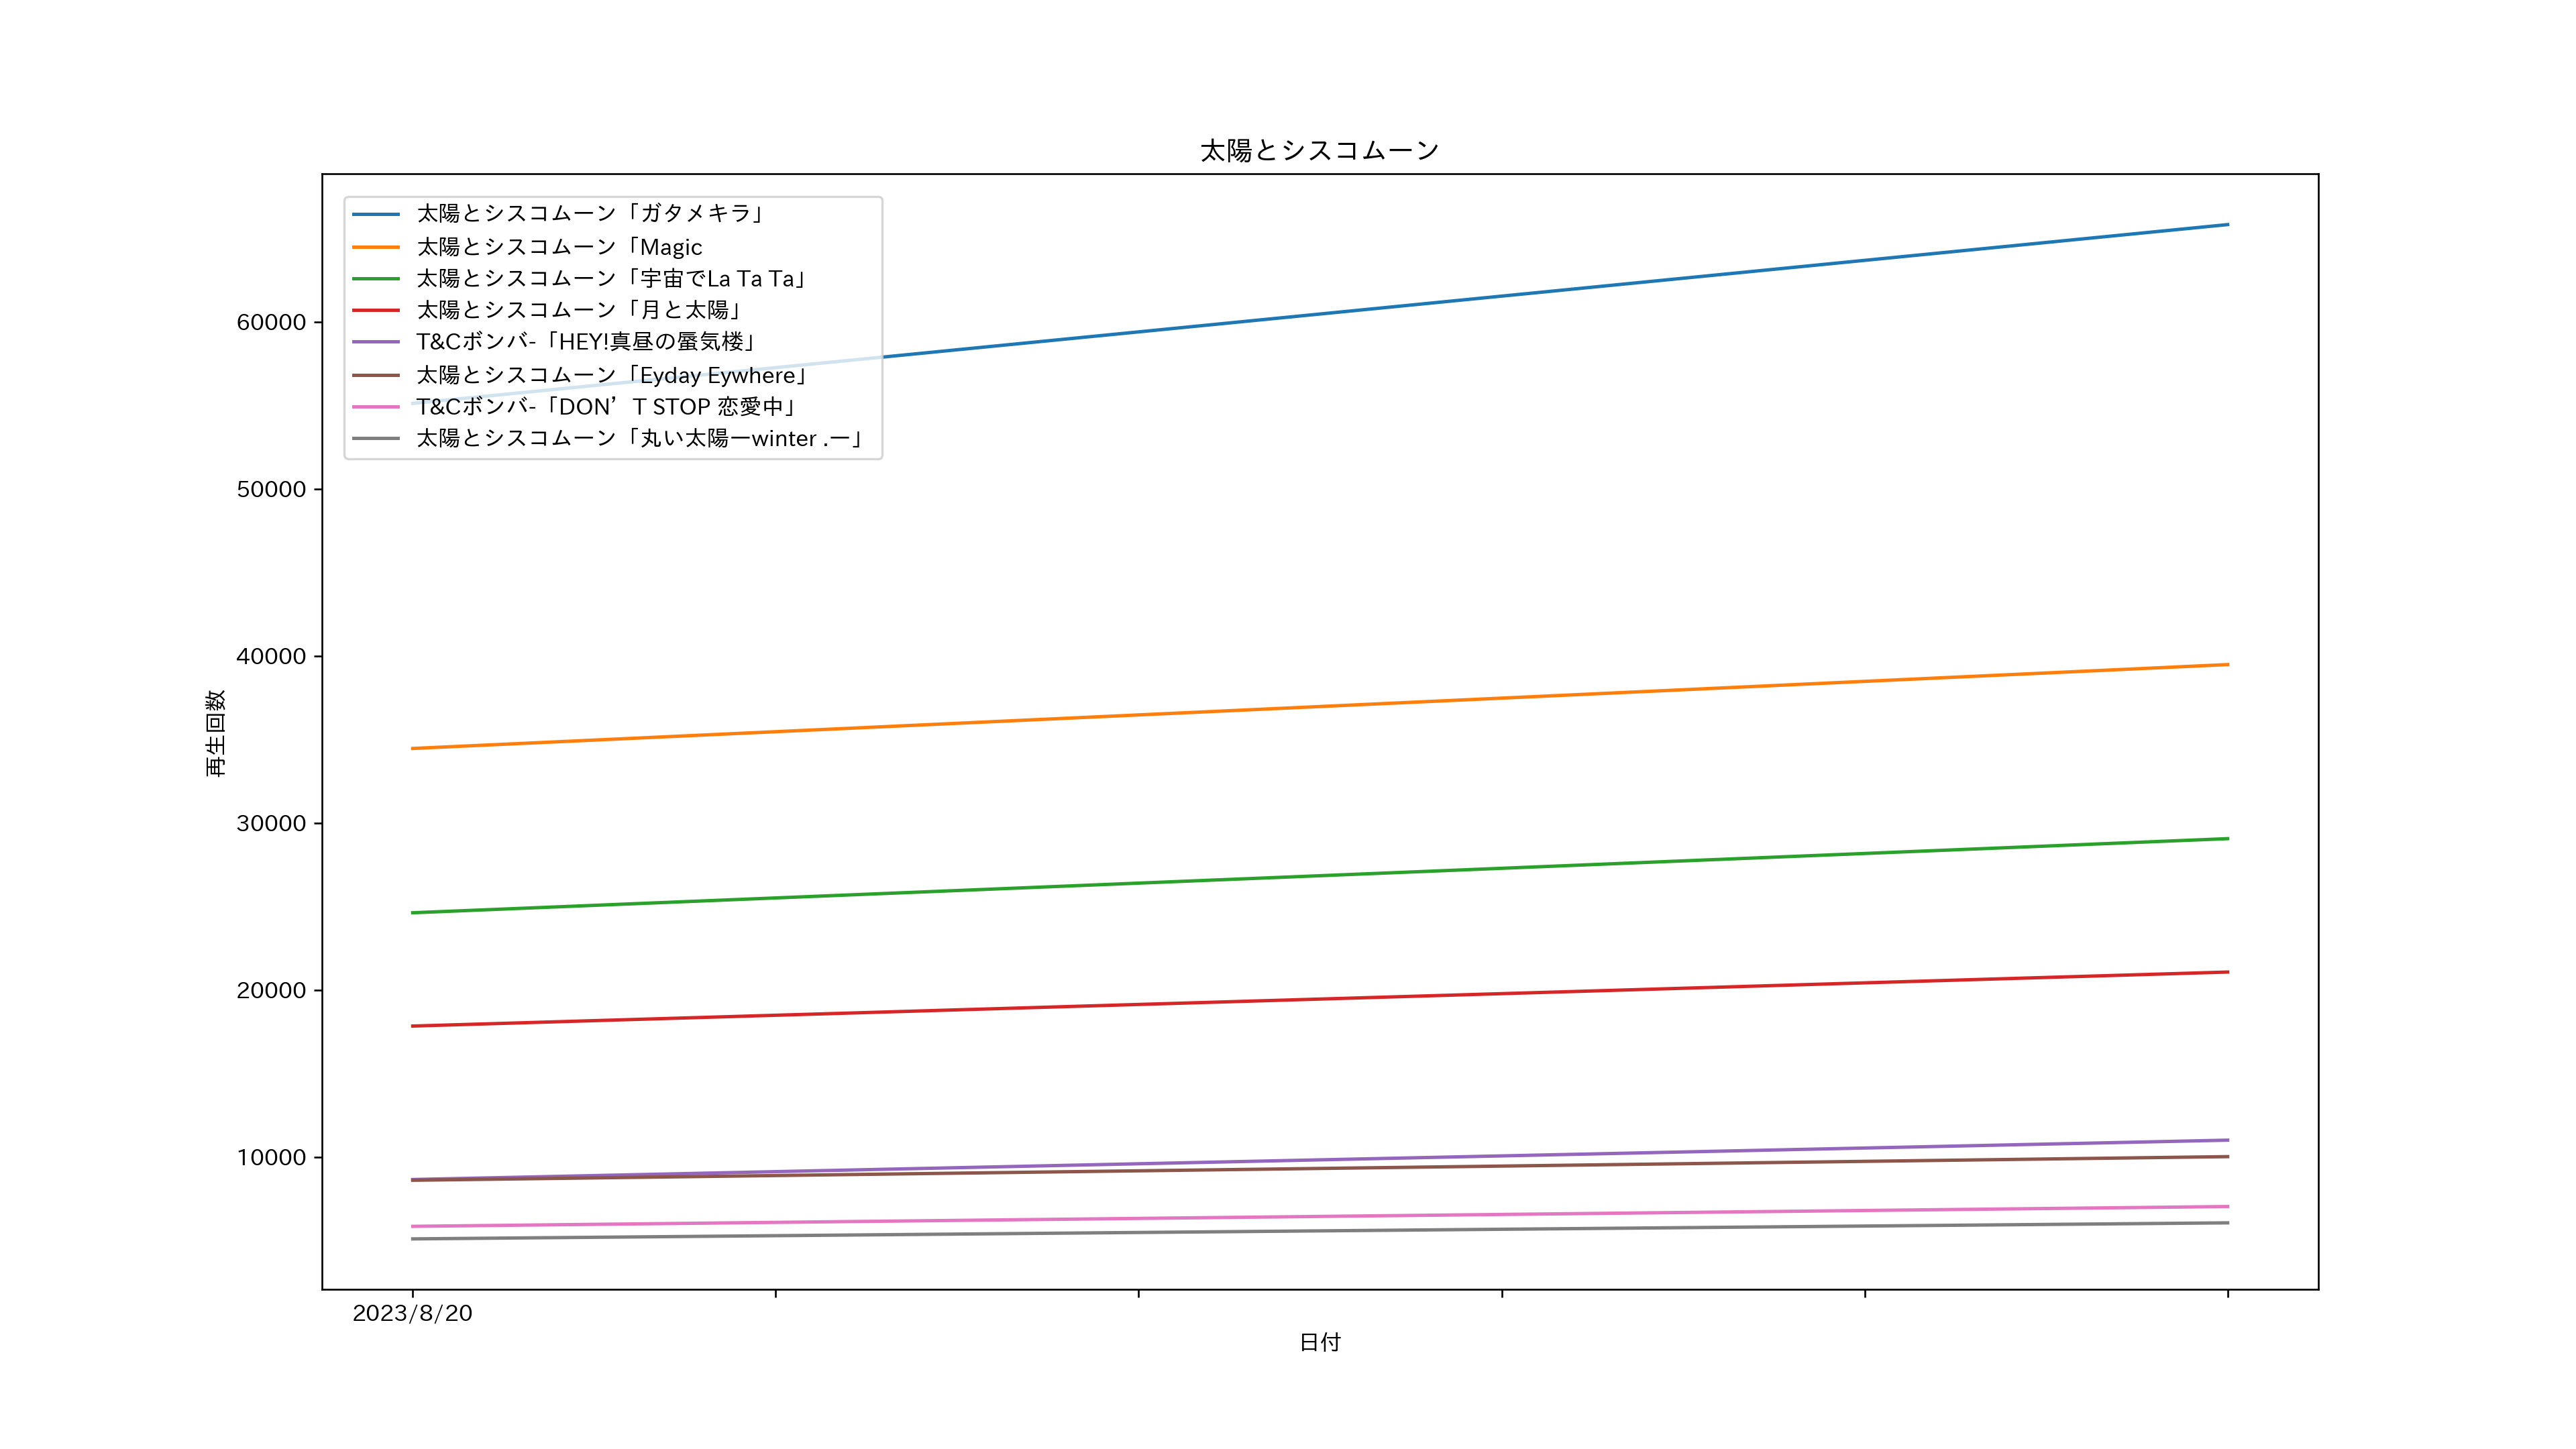 太陽とシスコムーン
太陽とシスコムーン「ガタメキラ」
太陽とシスコムーン「Magic
太陽とシスコムーン「宇宙でLa Ta Ta」
太陽とシスコムーン「月と太陽」
T&Cボンバ-「HEY!真昼の蜃気楼」
太陽とシスコムーン「Eyday Eywhere」
T&Cボンバ-「DON’T STOP 恋愛中」
太陽とシスコムーン「丸い太陽ーwinter .ー」
60000
50000
40000
30000
20000
10000
再生回数
2023/8/20
日付